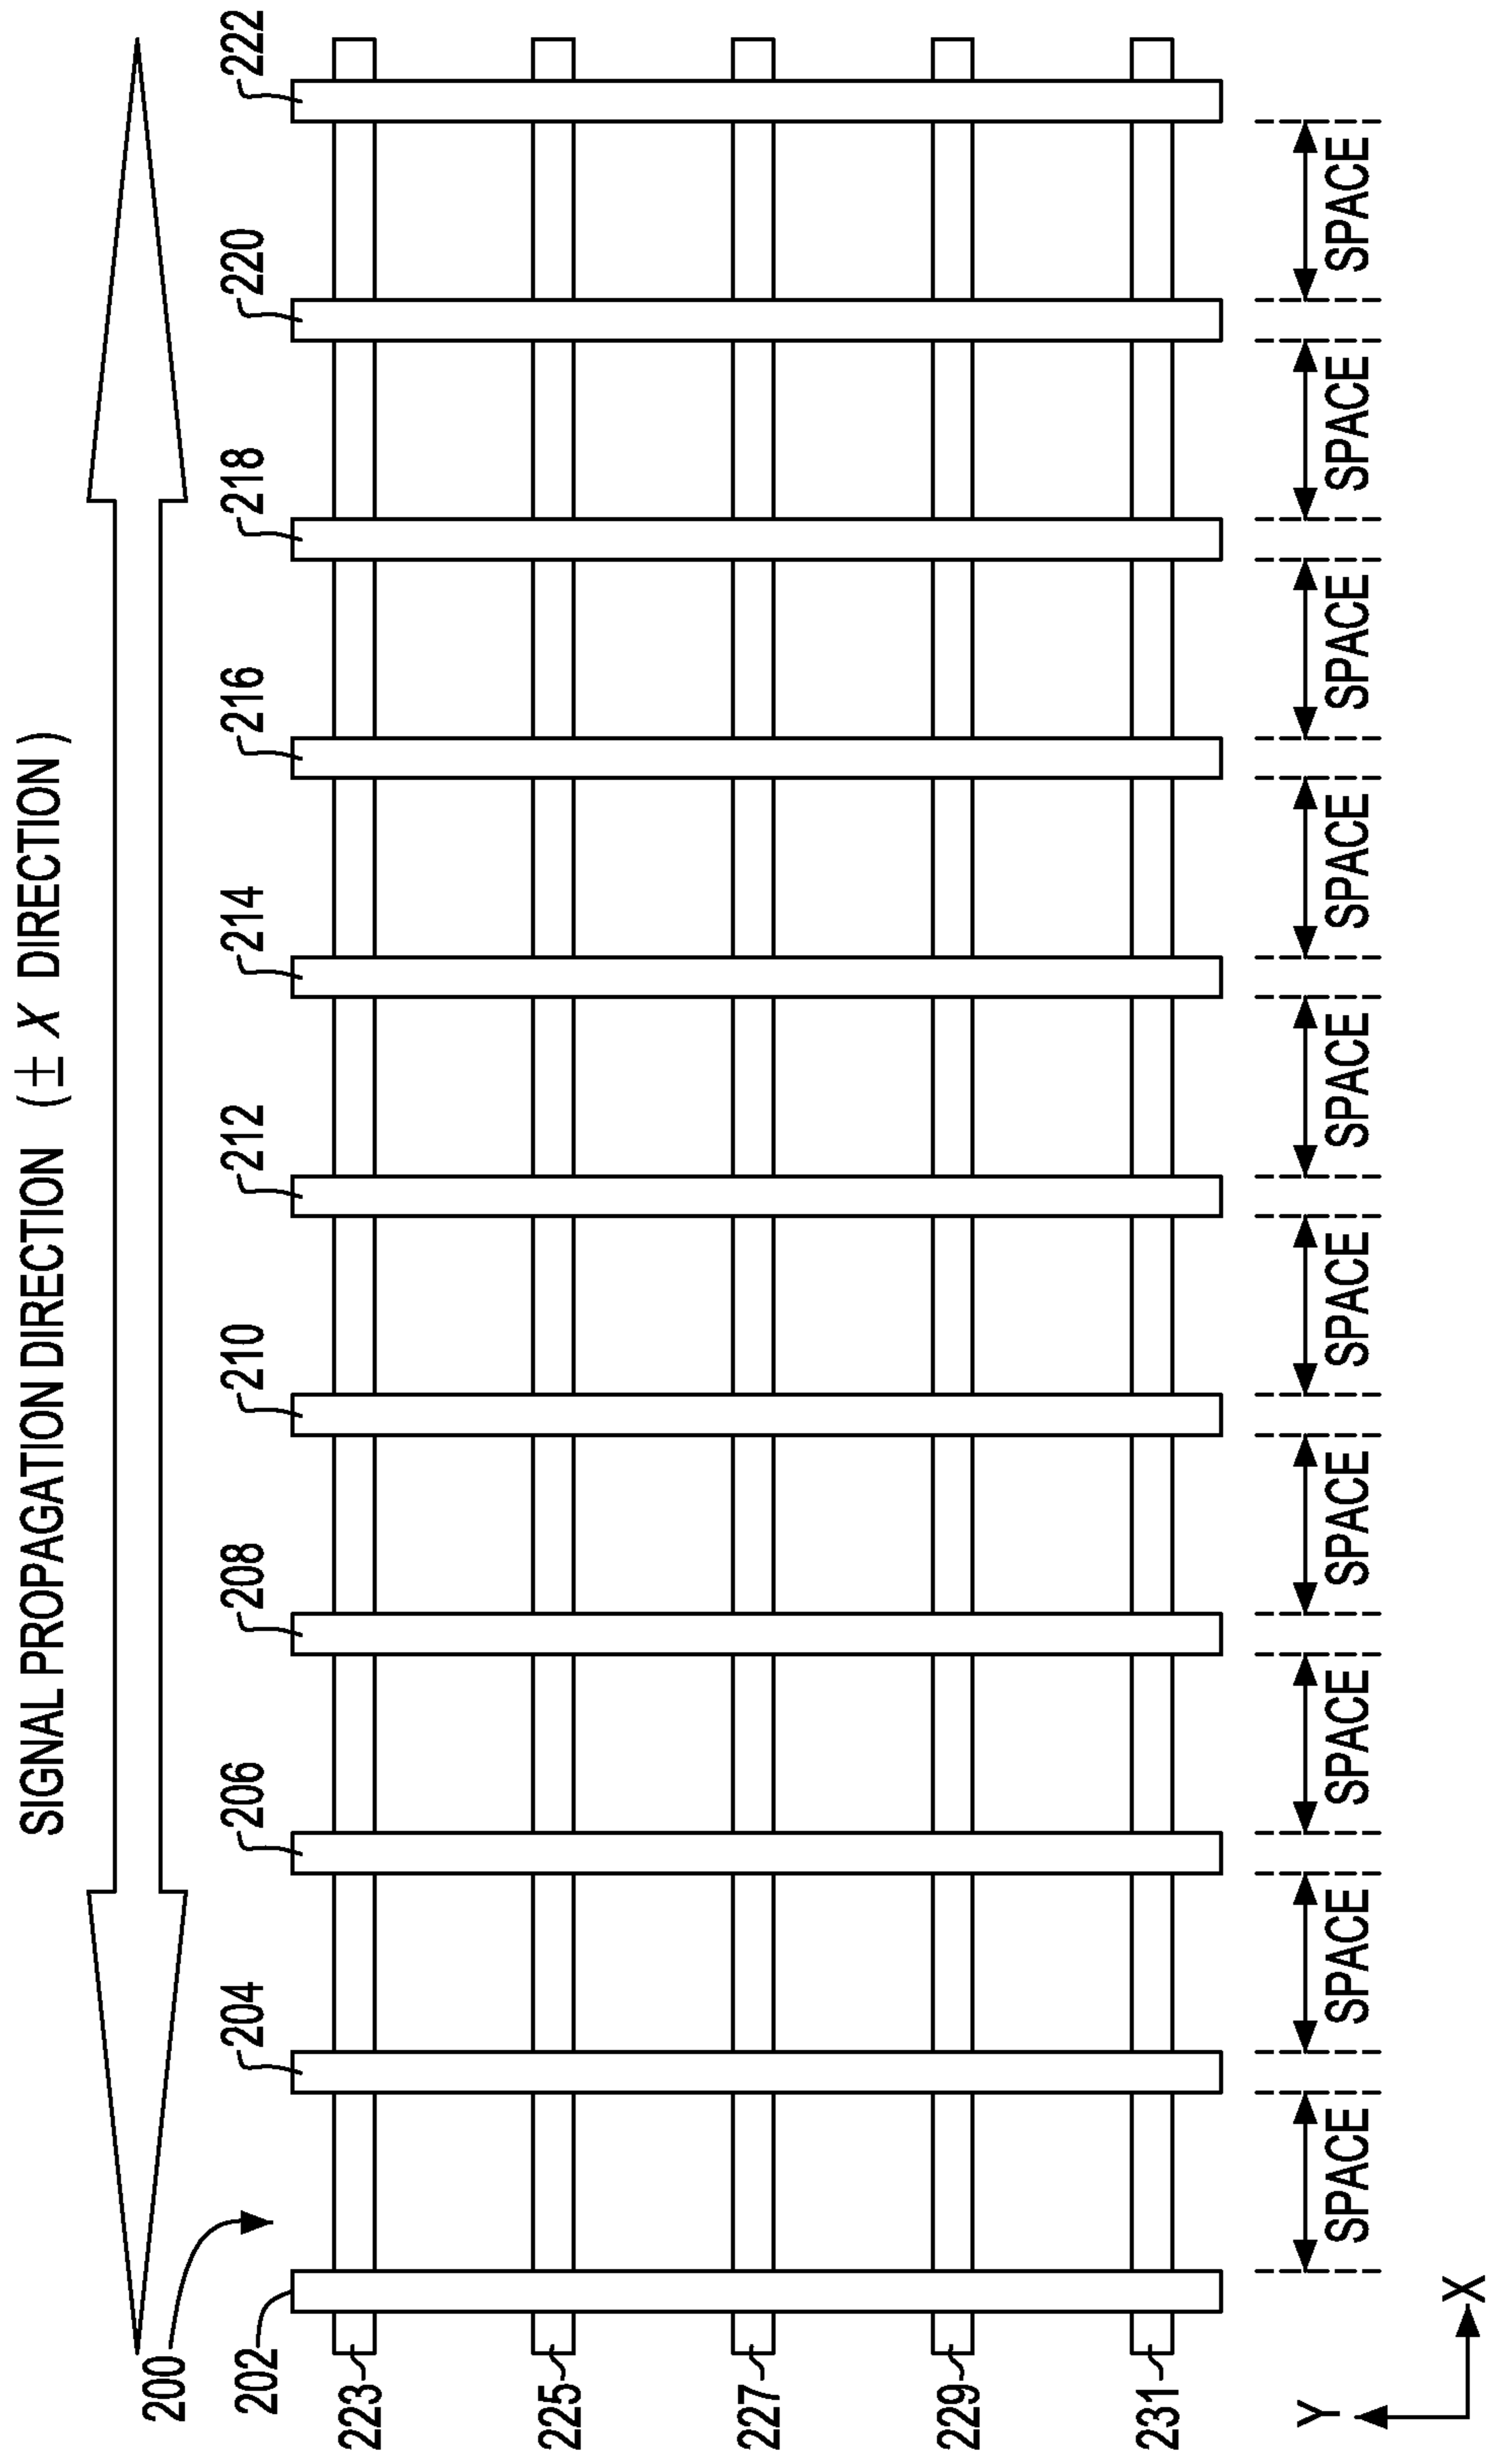 SIGNAL PROPAGATION DIRECTION (± X DIRECTION)
200
202
204
206
208
210
212
214
216
218
220
222
223
225
227
229
231
SPACE
SPACE
SPACE
SPACE
SPACE
SPACE
SPACE
SPACE
SPACE
SPACE
Y
X